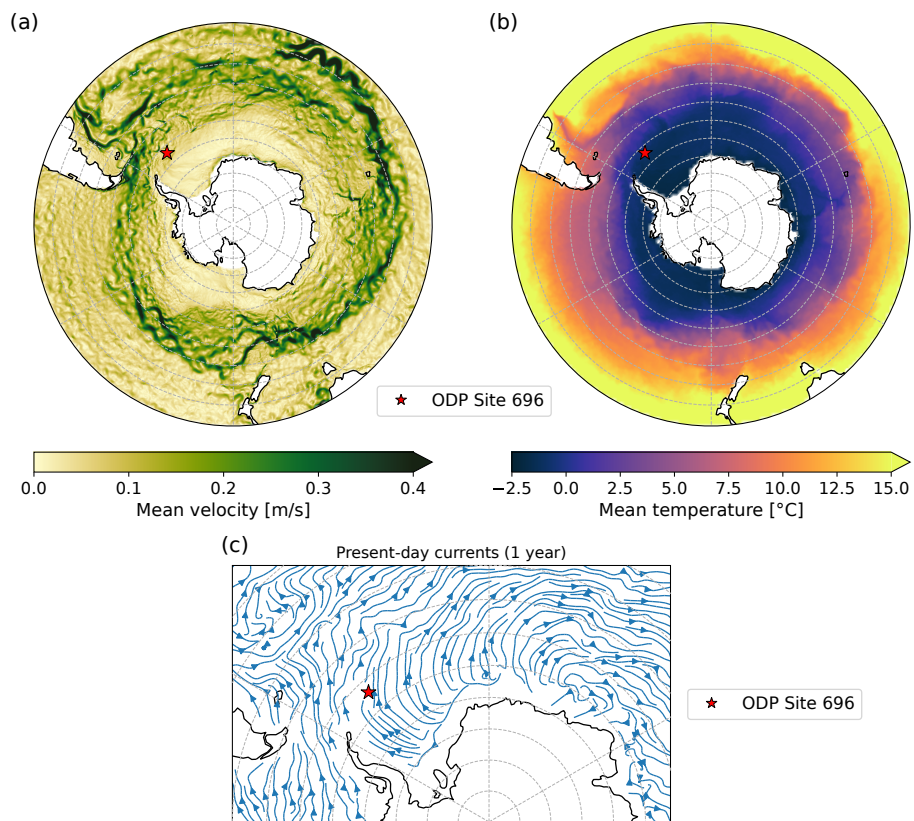 (a)
(b)
ODP Site 696
0.0 0.1 0.2 0.3 0.4
Mean velocity [m/s]
−2.5 0.0 2.5 5.0 7.5 10.0 12.5 15.0
Mean temperature [°C]
(c)
Present-day currents (1 year)
ODP Site 696